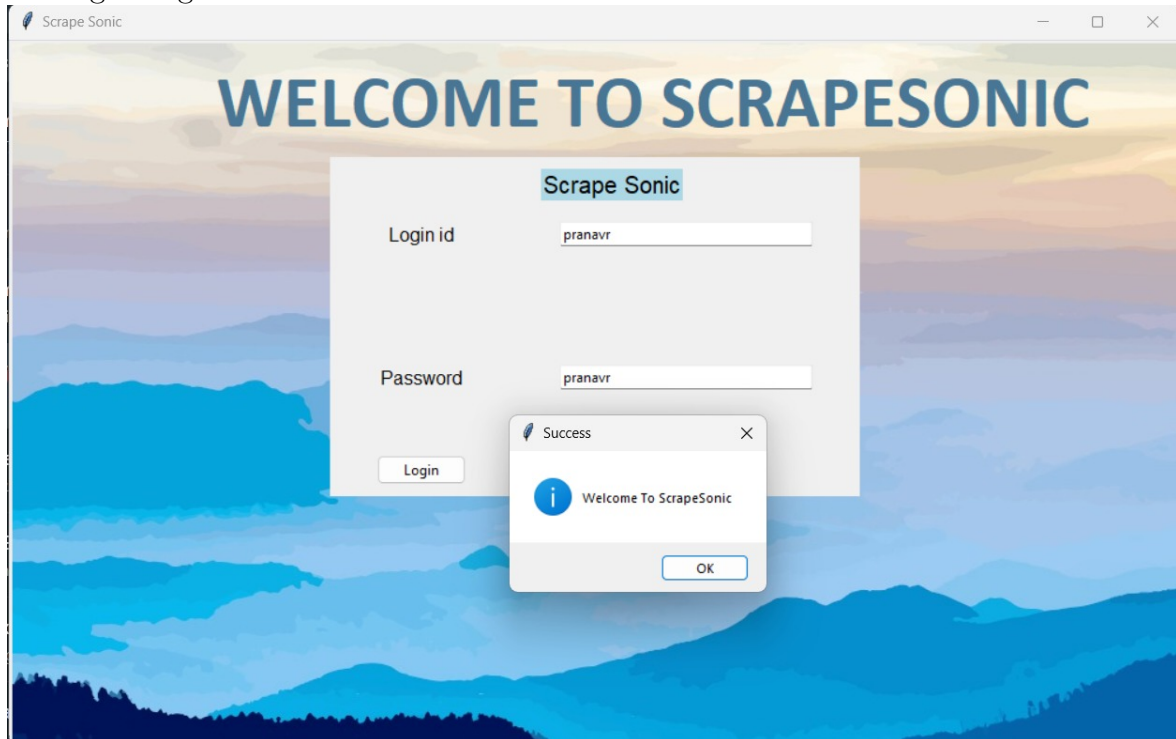 Scrape Sonic
WELCOME TO SCRAPESONIC
Scrape Sonic
Login id pranavr
Password pranavr
Success
Login
Welcome To ScrapeSonic
OK